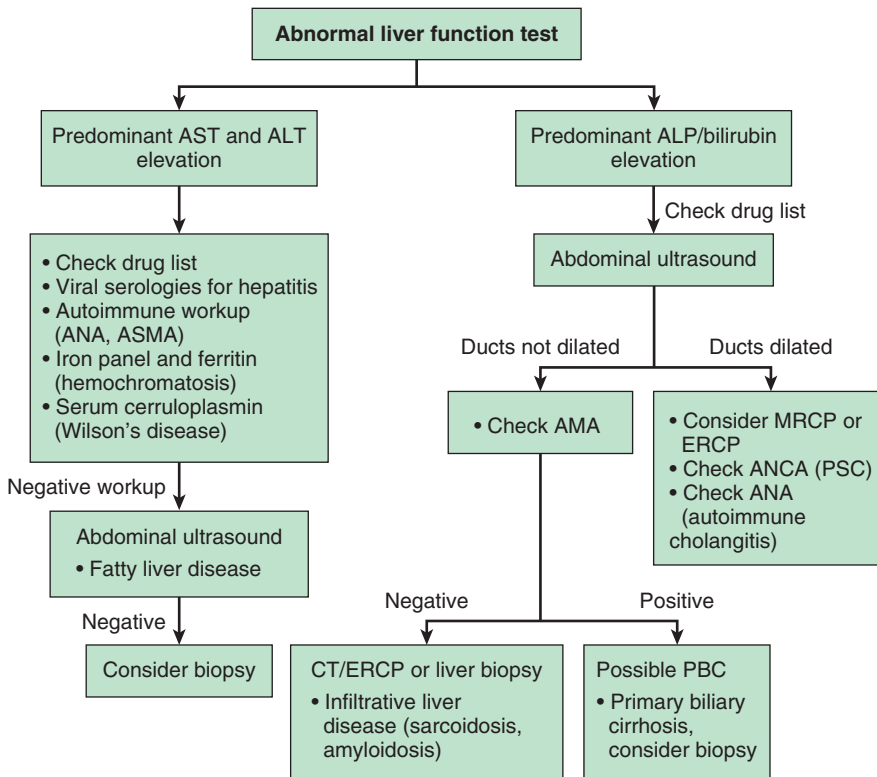 Abnormal liver function test
Predominant AST and ALT
elevation
Predominant ALP/bilirubin
elevation
Check drug list
• Check drug list
• Viral serologies for hepatitis
• Autoimmune workup
(ANA, ASMA)
• Iron panel and ferritin
(hemochromatosis)
• Serum cerruloplasmin
(Wilson's disease)
Abdominal ultrasound
Ducts not dilated
Ducts dilated
• Check AMA
• Consider MRCP or
ERCP
• Check ANCA (PSC)
• Check ANA
(autoimmune
cholangitis)
Negative workup
Abdominal ultrasound
• Fatty liver disease
Negative
Consider biopsy
Negative
Positive
CT/ERCP or liver biopsy
• Infiltrative liver
disease (sarcoidosis,
amyloidosis)
Possible PBC
• Primary biliary
cirrhosis,
consider biopsy